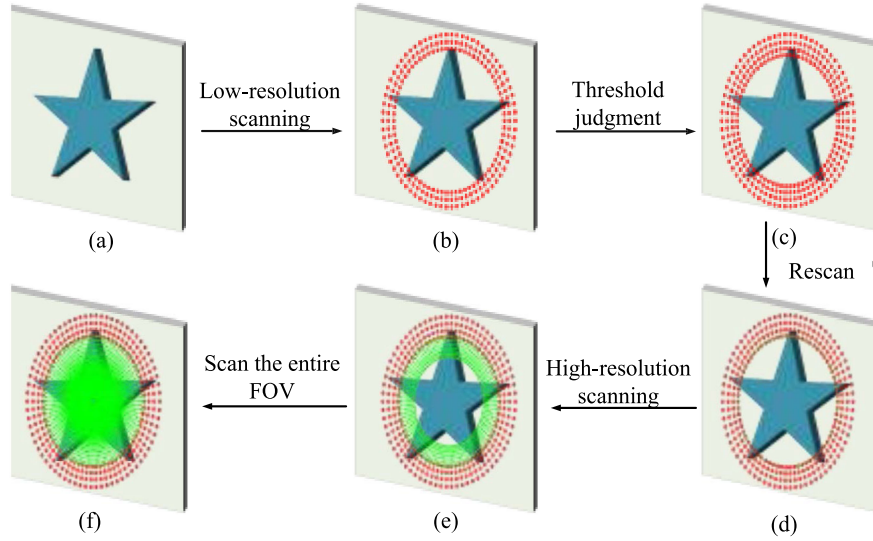 Low-resolution
scanning
Threshold
judgment
(a)
(b)
(c)
Rescan
Scan the entire
FOV
High-resolution
scanning
(f)
(e)
(d)